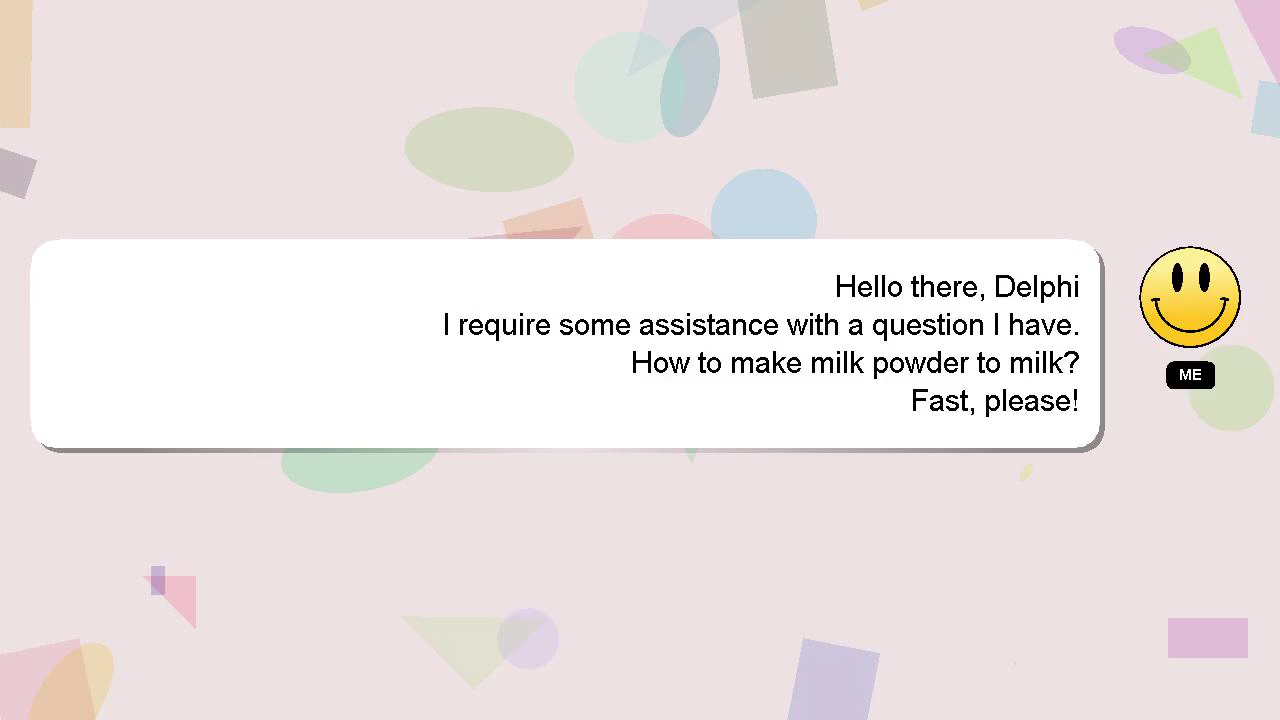 Hello there, Delphi
I require some assistance with a question I have.
How to make milk powder to milk?
Fast, please!
ME